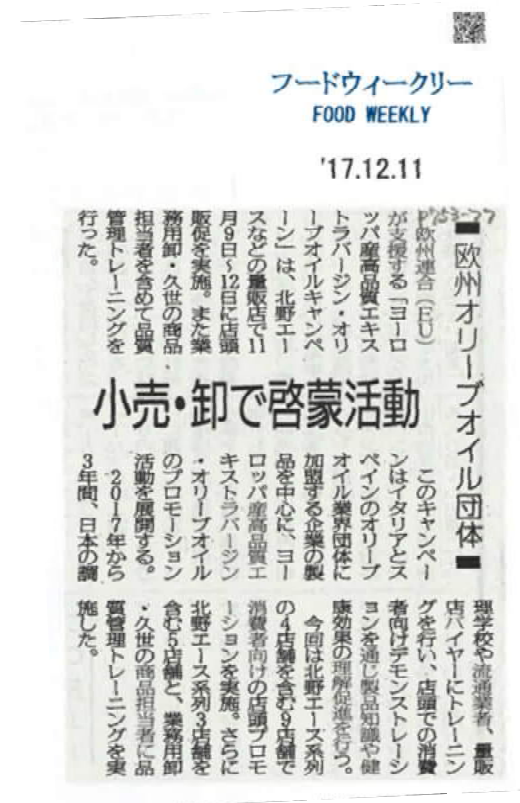 フードウィークリー
FOOD WEEKLY
'17.12.11
■欧州オリーブオイル団体■
小売・卸で啓蒙活動
欧州連合（EU）
が支援する「ヨーロ
ッパ産高品質エキス
トラバージン・オリ
ーブオイルキャンペ
ーン」は、北野エー
スなどの量販店で11
月9日〜12日に店頭
販促を実施。また業
務用卸・久世の商品
担当者を含めて品質
管理トレーニングを
行った。
このキャンペー
ンはイタリアとス
ペインのオリーブ
オイル業界団体に
加盟する企業の製
品を中心に、ヨー
ロッパ産高品質エ
キストラバージン
・オリーブオイル
のプロモーション
活動を展開する。
2017年から
3年間、日本の調
理学校や流通業者、量販
店バイヤーにトレーニン
グを行い、店頭での消費
者向けデモンストレーシ
ョンを通じ製品知識や健
康効果の理解促進を行う。
今回は北野エース系列
の4店舗を含む9店舗で
消費者向けの店頭プロモ
ーションを実施。さらに
北野エース系列3店舗を
含む5店舗と、業務用卸
・久世の商品担当者に品
質管理トレーニングを実
施した。